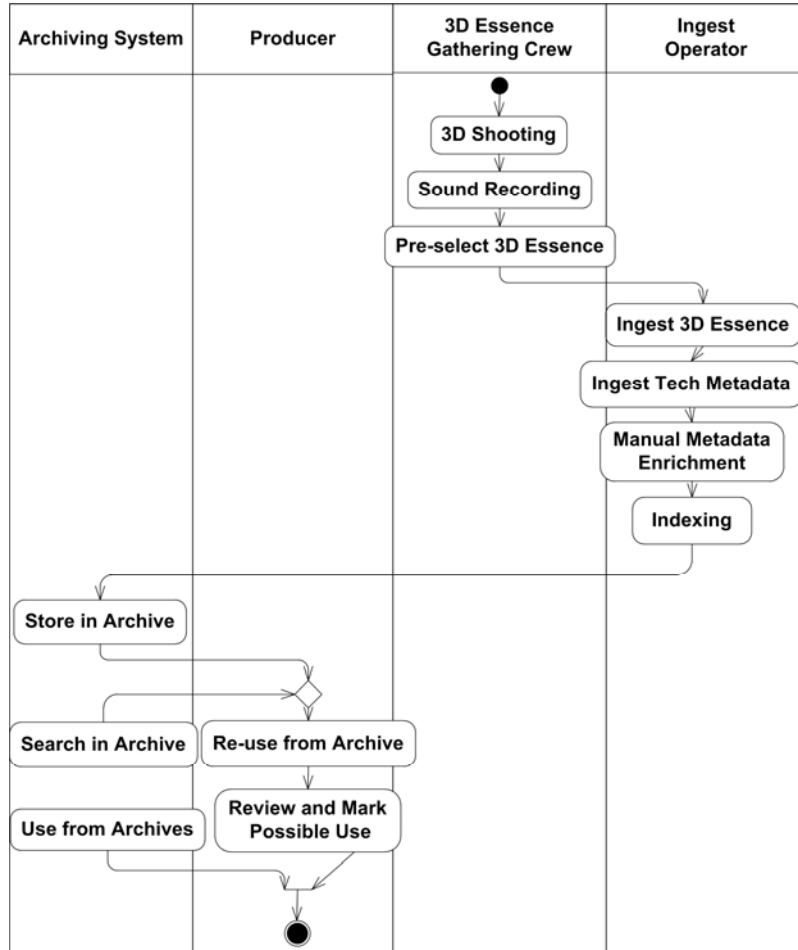 Archiving System
Producer
3D Essence
Gathering Crew
Ingest
Operator
3D Shooting
Sound Recording
Pre-select 3D Essence
Ingest 3D Essence
Ingest Tech Metadata
Manual Metadata
Enrichment
Indexing
Store in Archive
Search in Archive
Re-use from Archive
Use from Archives
Review and Mark
Possible Use